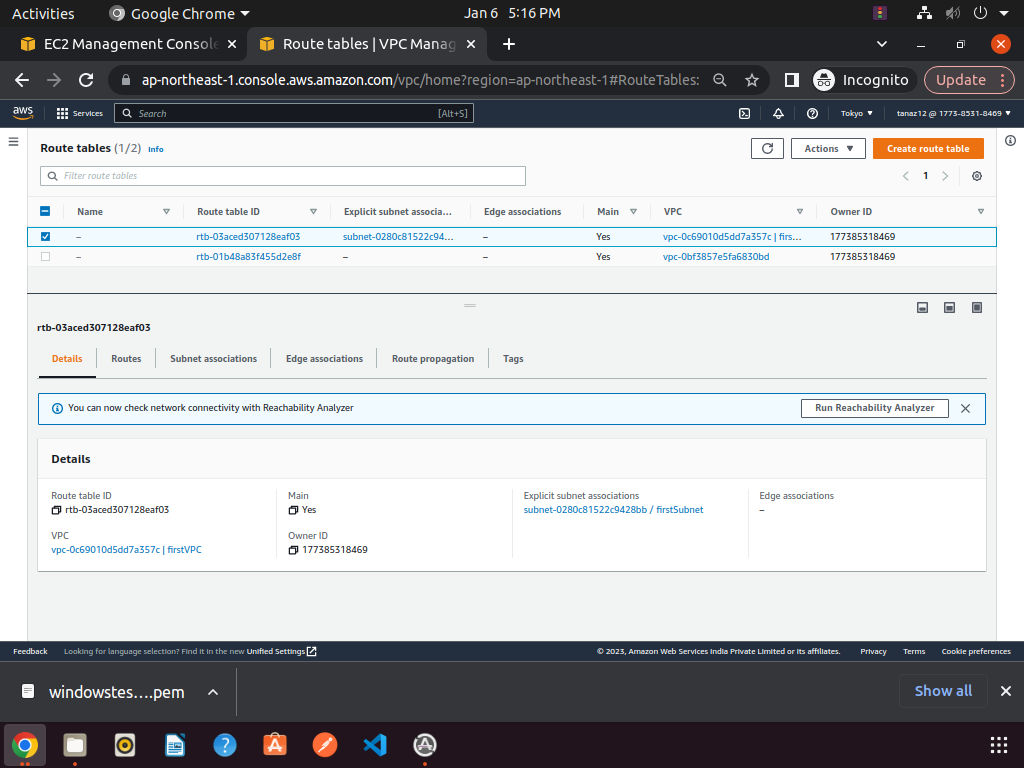 Activities Google Chrome Jan 6 5:16 PM
EC2 Management Console Route tables | VPC Manag
ap-northeast-1.console.aws.amazon.com/vpc/home?region=ap-northeast-1#RouteTables: Incognito Update
aws Services Search [Alt+S] Tokyo tanaz12 @ 1773-8531-8469
Route tables (1/2) Info Actions Create route table
Filter route tables 1
Name Route table ID Explicit subnet associa... Edge associations Main VPC Owner ID
– rtb-03aced307128eaf03 subnet-0280c81522c94... – Yes vpc-0c69010d5dd7a357c | firs... 177385318469
– rtb-01b48a83f455d2e8f – – Yes vpc-0bf3857e5fa6830bd 177385318469
rtb-03aced307128eaf03
Details Routes Subnet associations Edge associations Route propagation Tags
You can now check network connectivity with Reachability Analyzer Run Reachability Analyzer
Details
Route table ID Main Explicit subnet associations Edge associations
rtb-03aced307128eaf03 Yes subnet-0280c81522c9428bb / firstSubnet –
VPC Owner ID
vpc-0c69010d5dd7a357c | firstVPC 177385318469
Feedback Looking for language selection? Find it in the new Unified Settings © 2023, Amazon Web Services India Private Limited or its affiliates. Privacy Terms Cookie preferences
windowstes....pem Show all